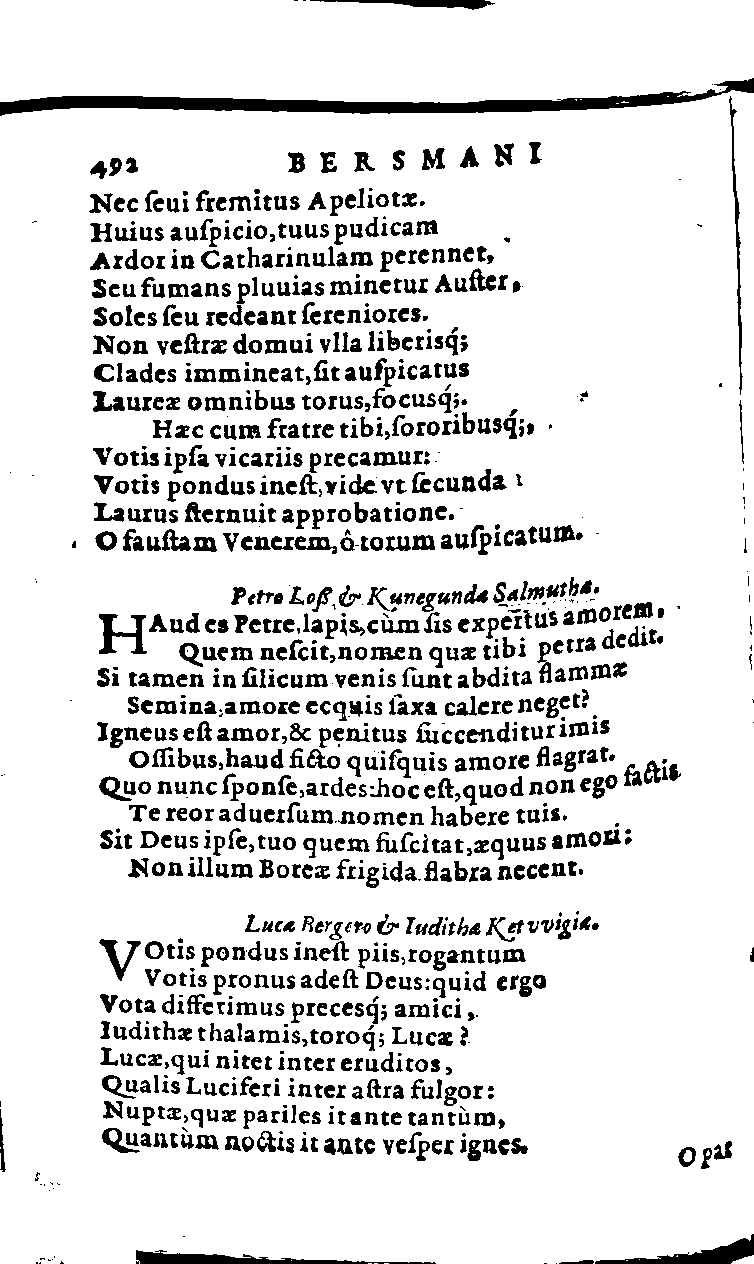 492 BERSMANI
Nec ſeui fremitus Apeliotæ.
Huius auſpicio, tuus pudicam
Ardor in Catharinulam perennet,
Seu fumans pluuias minetur Auſter,
Soles ſeu redeant ſereniores.
Non veſtræ domui vlla liberisq́;
Clades immineat, ſit auſpicatus
Laureæ omnibus torus, focusq́;.
Hæc cum fratre tibi, ſororibusq́;,
Votis ipſa vicariis precamur:
Votis pondus ineſt, vide vt ſecunda
Laurus ſternuit approbatione.
O fauſtam Venerem, ô torum auſpicatum.
Petro Loß, & Kunegunda Salmutha.
HAud es Petre, lapis, cùm ſis expertus amorem,
Quem neſcit, nomen quæ tibi petra dedit.
Si tamen in ſilicum venis ſunt abdita flammæ
Semina, amore ecquis ſaxa calere neget?
Igneus eſt amor, & penitus ſuccenditur imis
Oſſibus, haud ficto quiſquis amore flagrat.
Quo nunc ſponſe, ardes: hoc eſt, quod non ego factis
Te reor aduerſum nomen habere tuis.
Sit Deus ipſe, tuo quem ſuſcitat, æquus amori:
Non illum Boreæ frigida flabra necent.
Luca Bergero & Iuditha Ketvvigia.
VOtis pondus ineſt piis, rogantum
Votis pronus adeſt Deus: quid ergo
Vota differimus precesq́; amici,
Iudithæ thalamis, toroq́; Lucæ?
Lucæ, qui nitet inter eruditos,
Qualis Luciferi inter aſtra fulgor:
Nuptæ, quæ pariles it ante tantùm,
Quantùm noctis it ante veſper ignes.
O par